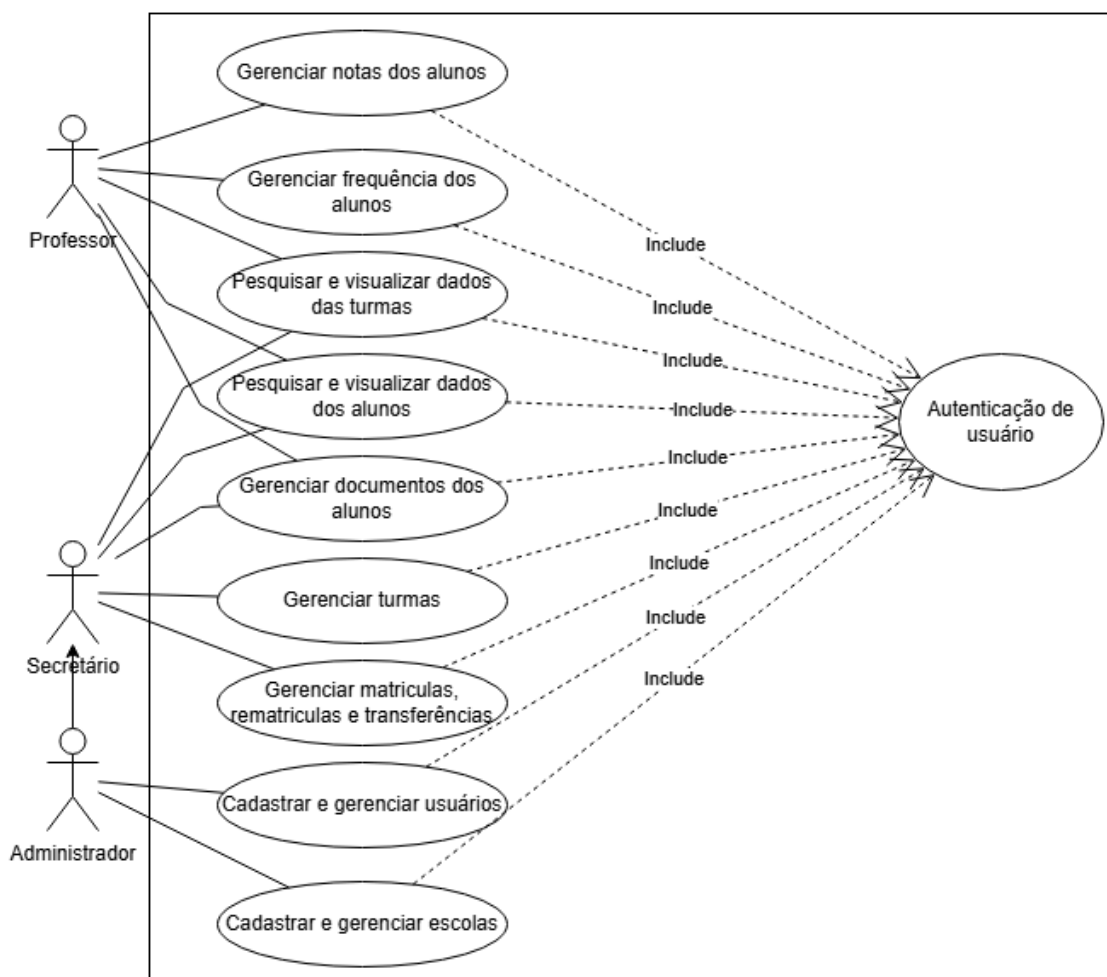 Gerenciar notas dos alunos
Professor
Gerenciar frequência dos
alunos
Include
Pesquisar e visualizar dados
das turmas
Include
Pesquisar e visualizar dados
dos alunos
Include
Include
Autenticação de
usuário
Gerenciar documentos dos
alunos
Include
Include
Gerenciar turmas
Include
Secretário
Gerenciar matriculas,
rematriculas e transferências
Include
Include
Cadastrar e gerenciar usuários
Administrador
Cadastrar e gerenciar escolas